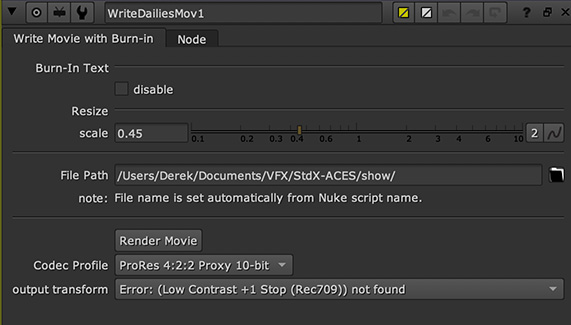 WriteDailiesMov1
Write Movie with Burn-in Node
Burn-In Text
disable
Resize
scale 0.45 0.1 0.2 0.3 0.4 1 2 3 4 5 6 10 2
File Path /Users/Derek/Documents/VFX/StdX-ACES/show/
note: File name is set automatically from Nuke script name.
Render Movie
Codec Profile ProRes 4:2:2 Proxy 10-bit
output transform Error: (Low Contrast +1 Stop (Rec709)) not found